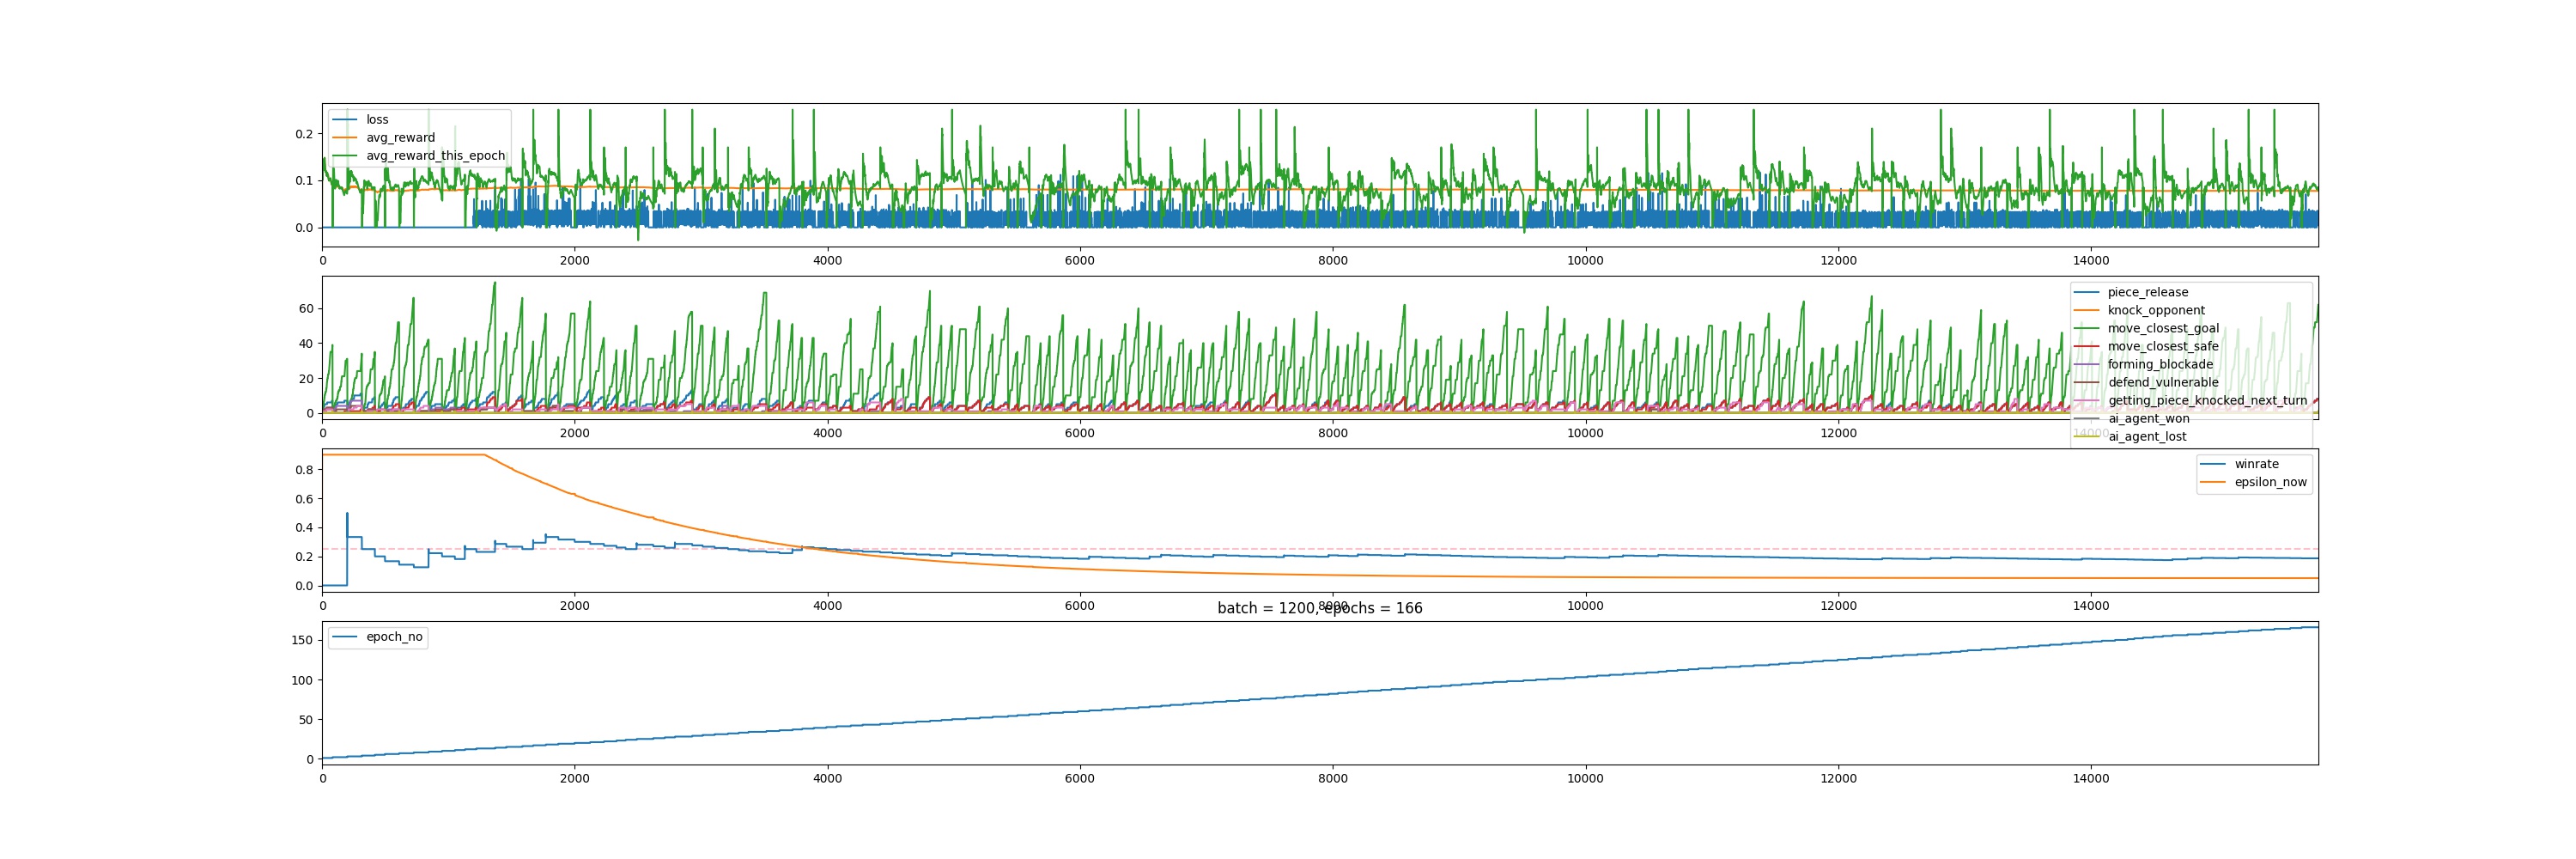 loss
avg_reward
avg_reward_this_epoch
0.2
0.1
0.0
0 2000 4000 6000 8000 10000 12000 14000
piece_release
knock_opponent
move_closest_goal
move_closest_safe
forming_blockade
defend_vulnerable
getting_piece_knocked_next_turn
ai_agent_won
ai_agent_lost
60
40
20
0
0 2000 4000 6000 8000 10000 12000 14000
winrate
epsilon_now
0.8
0.6
0.4
0.2
0.0
0 2000 4000 6000 8000 10000 12000 14000
batch = 1200, epochs = 166
epoch_no
150
100
50
0
0 2000 4000 6000 8000 10000 12000 14000